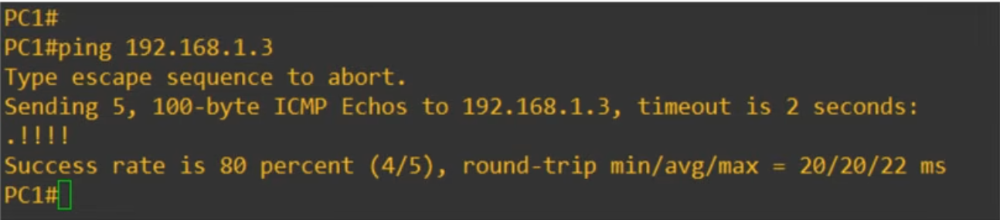 PC1#
PC1#ping 192.168.1.3
Type escape sequence to abort.
Sending 5, 100-byte ICMP Echos to 192.168.1.3, timeout is 2 seconds:
.!!!!
Success rate is 80 percent (4/5), round-trip min/avg/max = 20/20/22 ms
PC1#